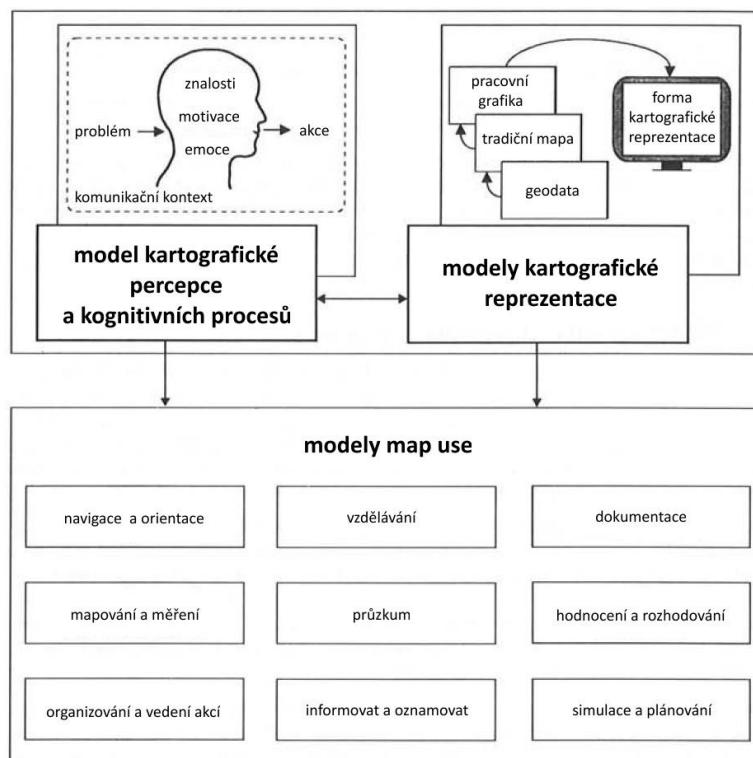 znalosti
motivace
emoce
problém
akce
komunikační kontext
model kartografické
percepce
a kognitivních procesů
pracovní
grafika
tradiční mapa
geodata
forma
kartografické
reprezentace
modely kartografické
reprezentace
modely map use
navigace a orientace
vzdělávání
dokumentace
mapování a měření
průzkum
hodnocení a rozhodování
organizování a vedení akcí
informovat a oznamovat
simulace a plánování